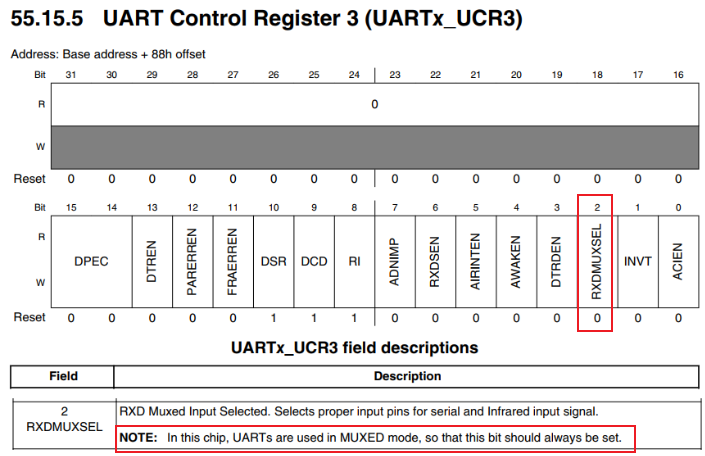 55.15.5 UART Control Register 3 (UARTx_UCR3)
Address: Base address + 88h offset
Bit 31 30 29 28 27 26 25 24 23 22 21 20 19 18 17 16
R 0
W
Reset 0 0 0 0 0 0 0 0 0 0 0 0 0 0 0 0
Bit 15 14 13 12 11 10 9 8 7 6 5 4 3 2 1 0
R
DPEC DTREN PARERREN FRAERREN DSR DCD RI ADNIMP RXDSEN AIRINTEN AWAKEN DTRDEN RXDMUXSEL INVT ACIEN
W
Reset 0 0 0 0 0 1 1 1 0 0 0 0 0 0 0 0
UARTx_UCR3 field descriptions
Field Description
2 RXD Muxed Input Selected. Selects proper input pins for serial and Infrared input signal.
RXDMUXSEL
NOTE: In this chip, UARTs are used in MUXED mode, so that this bit should always be set.